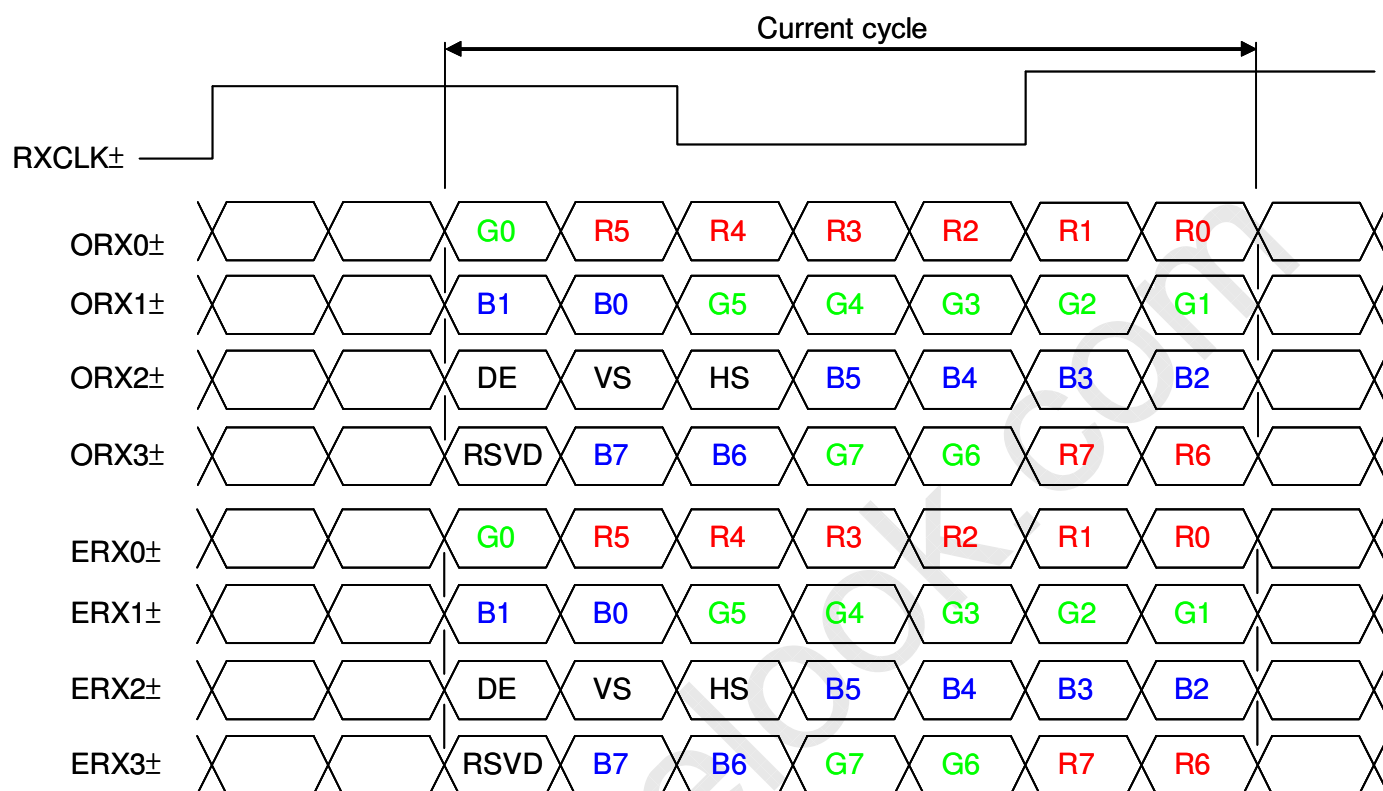 Current cycle
RXCLK±
ORX0± G0 R5 R4 R3 R2 R1 R0
ORX1± B1 B0 G5 G4 G3 G2 G1
ORX2± DE VS HS B5 B4 B3 B2
ORX3± RSVD B7 B6 G7 G6 R7 R6
ERX0± G0 R5 R4 R3 R2 R1 R0
ERX1± B1 B0 G5 G4 G3 G2 G1
ERX2± DE VS HS B5 B4 B3 B2
ERX3± RSVD B7 B6 G7 G6 R7 R6
elook.com